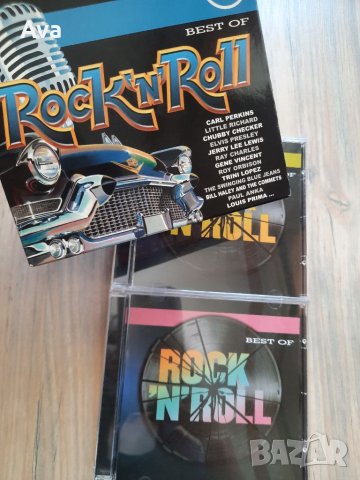 Ava
BEST OF
ROCK'N'ROLL
CARL PERKINS
LITTLE RICHARD
CHUBBY CHECKER
ELVIS PRESLEY
JERRY LEE LEWIS
RAY CHARLES
GENE VINCENT
ROY ORBISON
TRINI LOPEZ
THE SWINGING BLUE JEANS
BILL HALEY AND THE COMMETS
PAUL ANKA
LOUIS PRIMA ...
'N'ROLL
BEST OF
ROCK
'N'ROLL
BAZAR